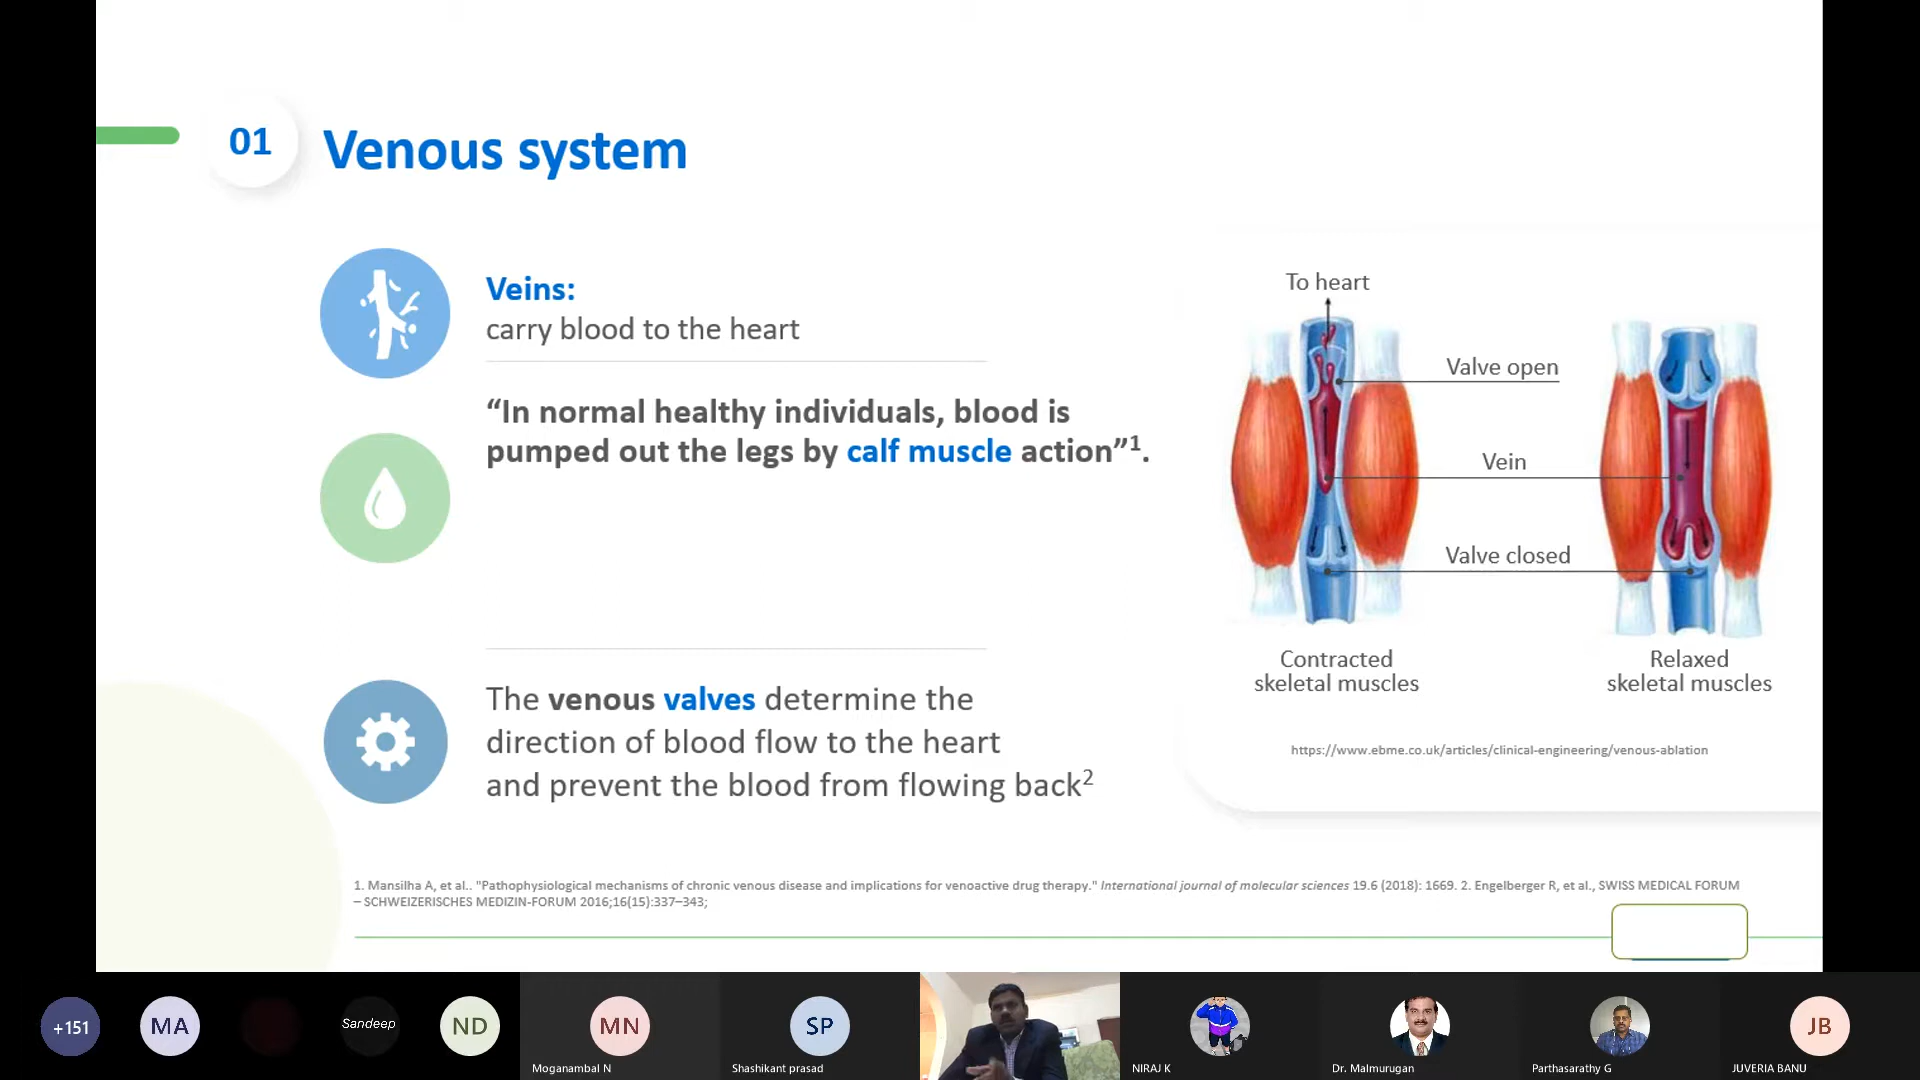 01
Venous system
Veins:
carry blood to the heart
“In normal healthy individuals, blood is
pumped out the legs by calf muscle action”1.
The venous valves determine the
direction of blood flow to the heart
and prevent the blood from flowing back2
To heart
Valve open
Vein
Valve closed
Contracted
skeletal muscles
Relaxed
skeletal muscles
https://www.ebme.co.uk/articles/clinical-engineering/venous-ablation
1. Mansilha A, et al.. "Pathophysiological mechanisms of chronic venous disease and implications for venoactive drug therapy." International journal of molecular sciences 19.6 (2018): 1669. 2. Engelberger R, et al., SWISS MEDICAL FORUM
– SCHWEIZERISCHES MEDIZIN-FORUM 2016;16(15):337–343;
+151
MA
Sandeep
ND
MN
Moganambal N
SP
Shashikant prasad
NIRAJ K
Dr. Malmurugan
Parthasarathy G
JB
JUVERIA BANU